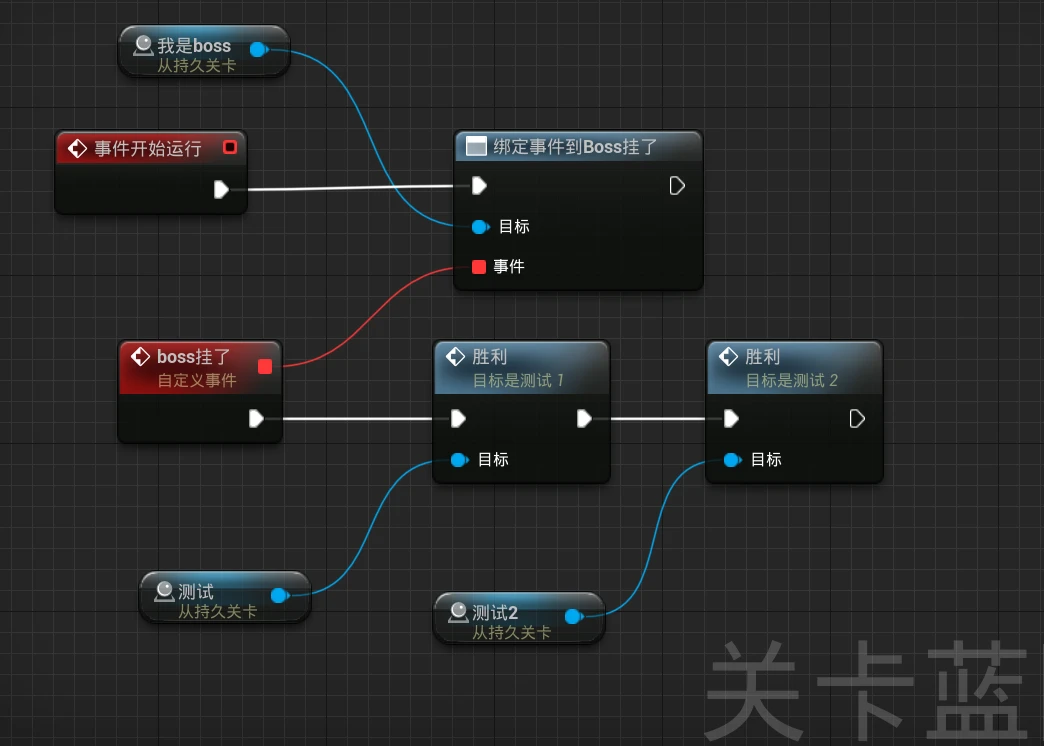 我是boss
从持久关卡
事件开始运行
绑定事件到Boss挂了
目标
事件
boss挂了
自定义事件
胜利
目标是测试 1
目标
胜利
目标是测试 2
目标
测试
从持久关卡
测试2
从持久关卡
关卡蓝